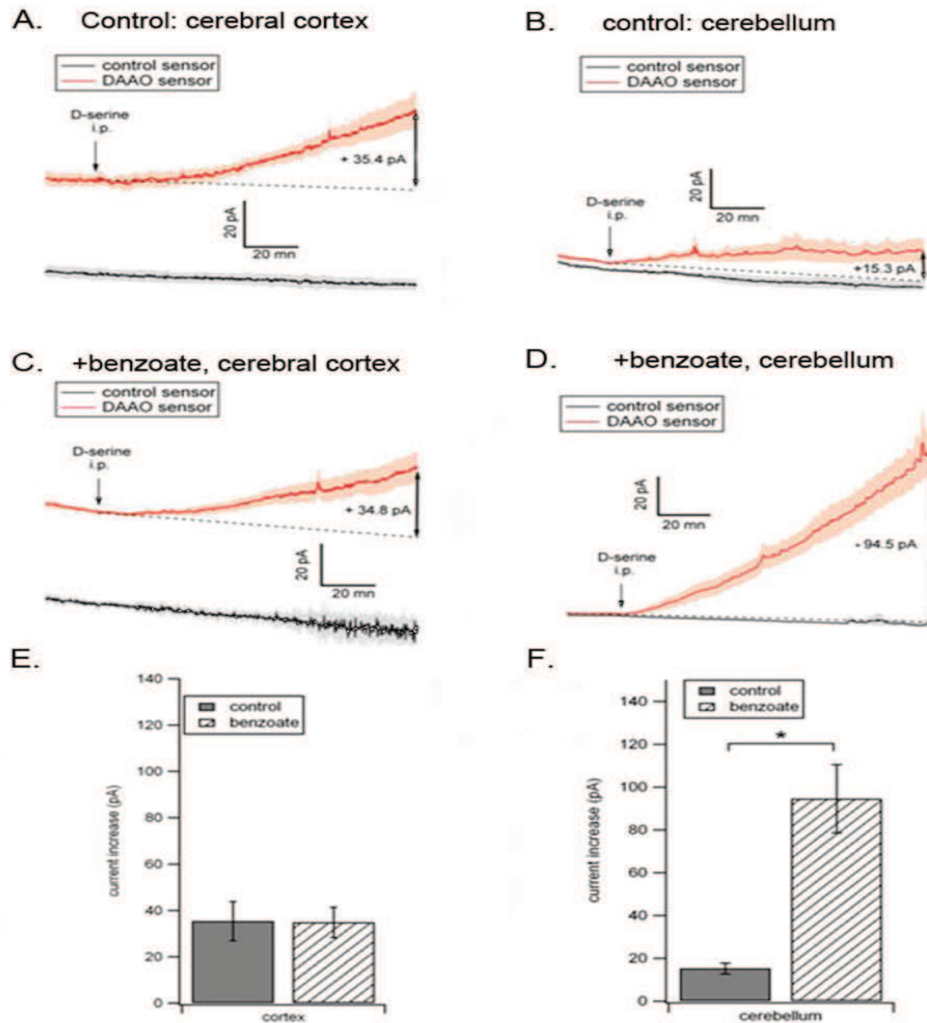 A. Control: cerebral cortex
control sensor
DAAO sensor
D-serine
i.p.
+ 35.4 pA
20 pA
20 mn
B. control: cerebellum
control sensor
DAAO sensor
20 pA
20 mn
D-serine
i.p.
+15.3 pA
C. +benzoate, cerebral cortex
control sensor
DAAO sensor
D-serine
i.p.
+ 34.8 pA
20 pA
20 mn
D. +benzoate, cerebellum
control sensor
DAAO sensor
20 pA
20 mn
D-serine
i.p.
+ 94.5 pA
E.
140
120
100
80
60
40
20
0
current increase (pA)
control
benzoate
cortex
F.
140
120
100
80
60
40
20
0
current increase (pA)
control
benzoate
*
cerebellum